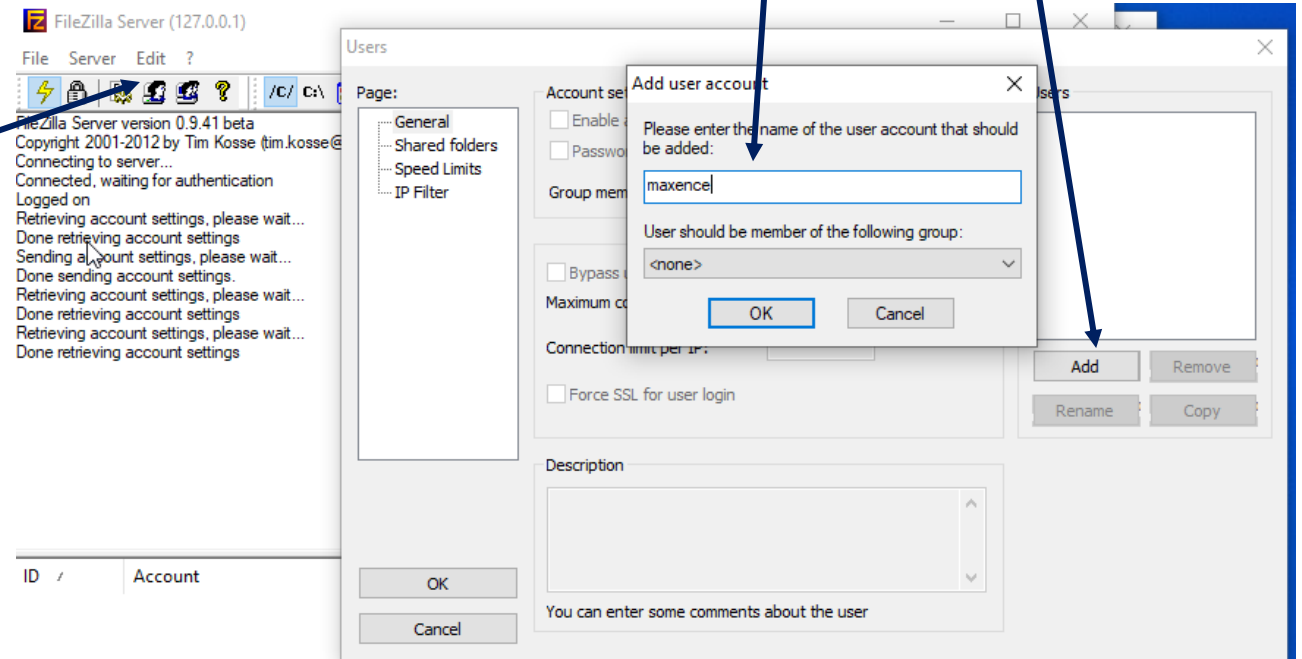 FileZilla Server (127.0.0.1)
File Server Edit ?
/C/ C:\
FileZilla Server version 0.9.41 beta
Copyright 2001-2012 by Tim Kosse (tim.kosse@
Connecting to server...
Connected, waiting for authentication
Logged on
Retrieving account settings, please wait...
Done retrieving account settings
Sending account settings, please wait...
Done sending account settings.
Retrieving account settings, please wait...
Done retrieving account settings
Retrieving account settings, please wait...
Done retrieving account settings
ID / Account
Users
Page:
General
Shared folders
Speed Limits
IP Filter
OK
Cancel
Account set
Enable a
Passwo
Group mem
Bypass
Maximum co
Connection limit per IP:
Force SSL for user login
Description
You can enter some comments about the user
Add user account
Please enter the name of the user account that should
be added:
maxence
User should be member of the following group:
<none>
OK Cancel
Users
Add Remove
Rename Copy